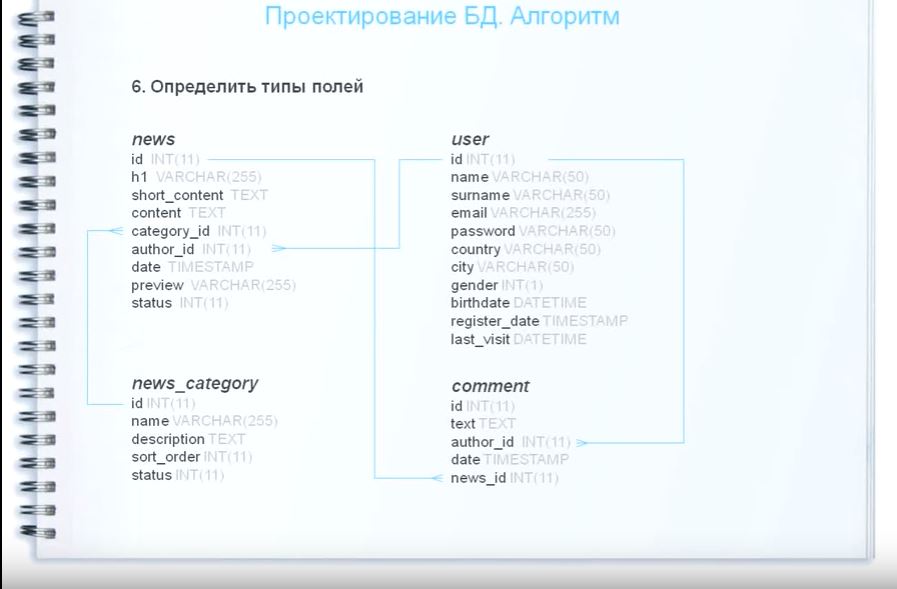 Проектирование БД. Алгоритм
6. Определить типы полей
news
id INT(11)
h1 VARCHAR(255)
short_content TEXT
content TEXT
category_id INT(11)
author_id INT(11)
date TIMESTAMP
preview VARCHAR(255)
status INT(11)
user
id INT(11)
name VARCHAR(50)
surname VARCHAR(50)
email VARCHAR(255)
password VARCHAR(50)
country VARCHAR(50)
city VARCHAR(50)
gender INT(1)
birthdate DATETIME
register_date TIMESTAMP
last_visit DATETIME
news_category
id INT(11)
name VARCHAR(255)
description TEXT
sort_order INT(11)
status INT(11)
comment
id INT(11)
text TEXT
author_id INT(11)
date TIMESTAMP
news_id INT(11)